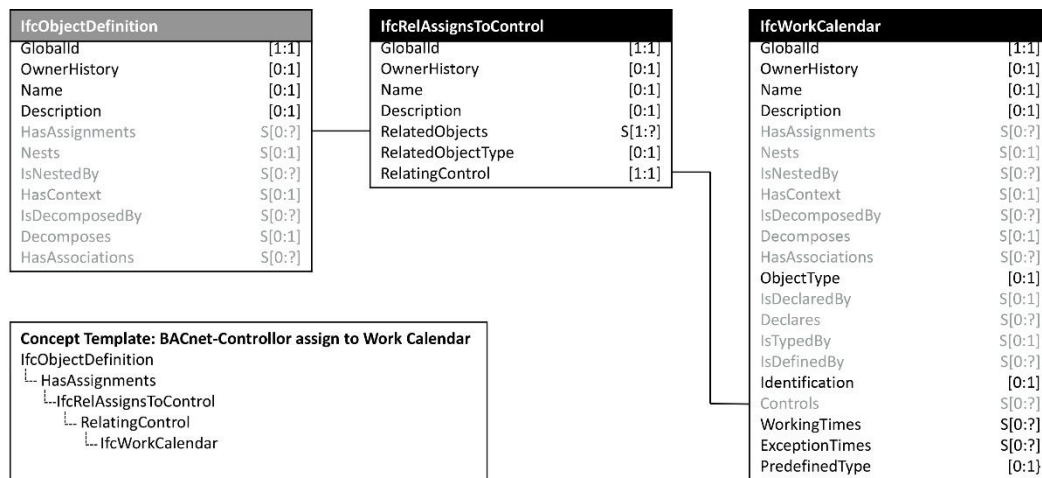 IfcObjectDefinition
GlobalId [1:1]
OwnerHistory [0:1]
Name [0:1]
Description [0:1]
HasAssignments S[0:?]
Nests S[0:1]
IsNestedBy S[0:?]
HasContext S[0:1]
IsDecomposedBy S[0:?]
Decomposes S[0:1]
HasAssociations S[0:?]
IfcRelAssignsToControl
GlobalId [1:1]
OwnerHistory [0:1]
Name [0:1]
Description [0:1]
RelatedObjects S[1:?]
RelatedObjectType [0:1]
RelatingControl [1:1]
IfcWorkCalendar
GlobalId [1:1]
OwnerHistory [0:1]
Name [0:1]
Description [0:1]
HasAssignments S[0:?]
Nests S[0:1]
IsNestedBy S[0:?]
HasContext S[0:1]
IsDecomposedBy S[0:?]
Decomposes S[0:1]
HasAssociations S[0:?]
ObjectType [0:1]
IsDeclaredBy S[0:1]
Declares S[0:?]
IsTypedBy S[0:1]
IsDefinedBy S[0:?]
Identification [0:1]
Controls S[0:?]
WorkingTimes S[0:?]
ExceptionTimes S[0:?]
PredefinedType [0:1}
Concept Template: BACnet-Controllor assign to Work Calendar
IfcObjectDefinition
HasAssignments
IfcRelAssignsToControl
RelatingControl
IfcWorkCalendar